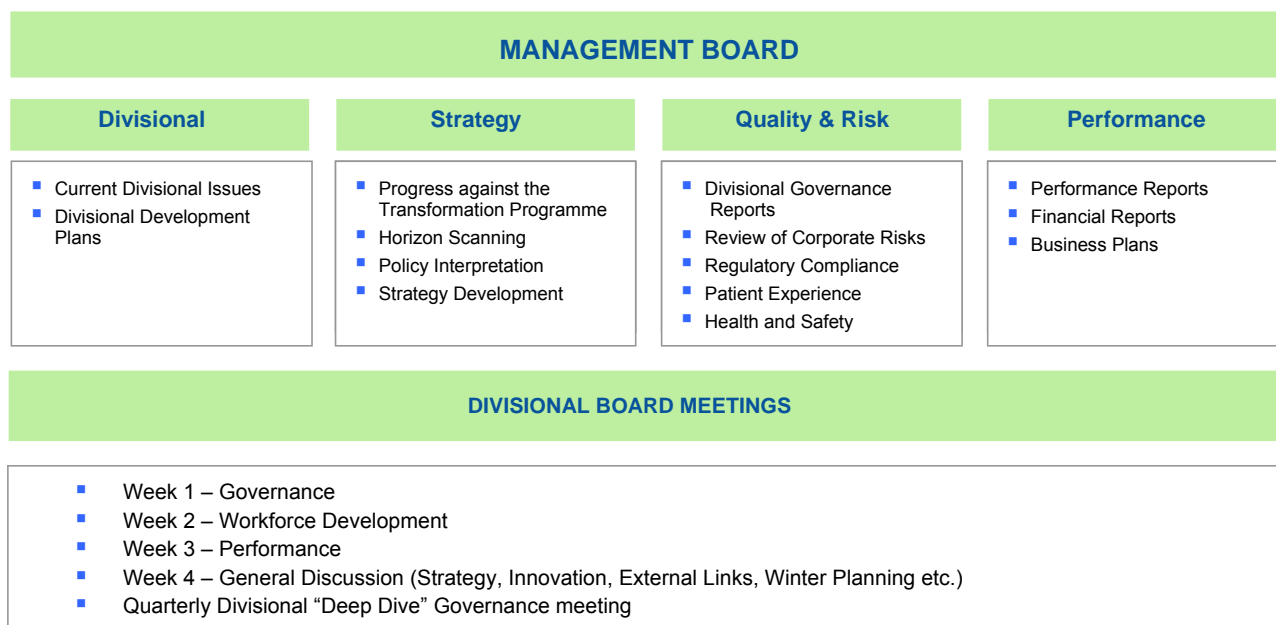 MANAGEMENT BOARD
Divisional
Strategy
Quality & Risk
Performance
Current Divisional Issues
Divisional Development
Plans
Progress against the
Transformation Programme
Horizon Scanning
Policy Interpretation
Strategy Development
Divisional Governance
Reports
Review of Corporate Risks
Regulatory Compliance
Patient Experience
Health and Safety
Performance Reports
Financial Reports
Business Plans
DIVISIONAL BOARD MEETINGS
Week 1 – Governance
Week 2 – Workforce Development
Week 3 – Performance
Week 4 – General Discussion (Strategy, Innovation, External Links, Winter Planning etc.)
Quarterly Divisional “Deep Dive” Governance meeting